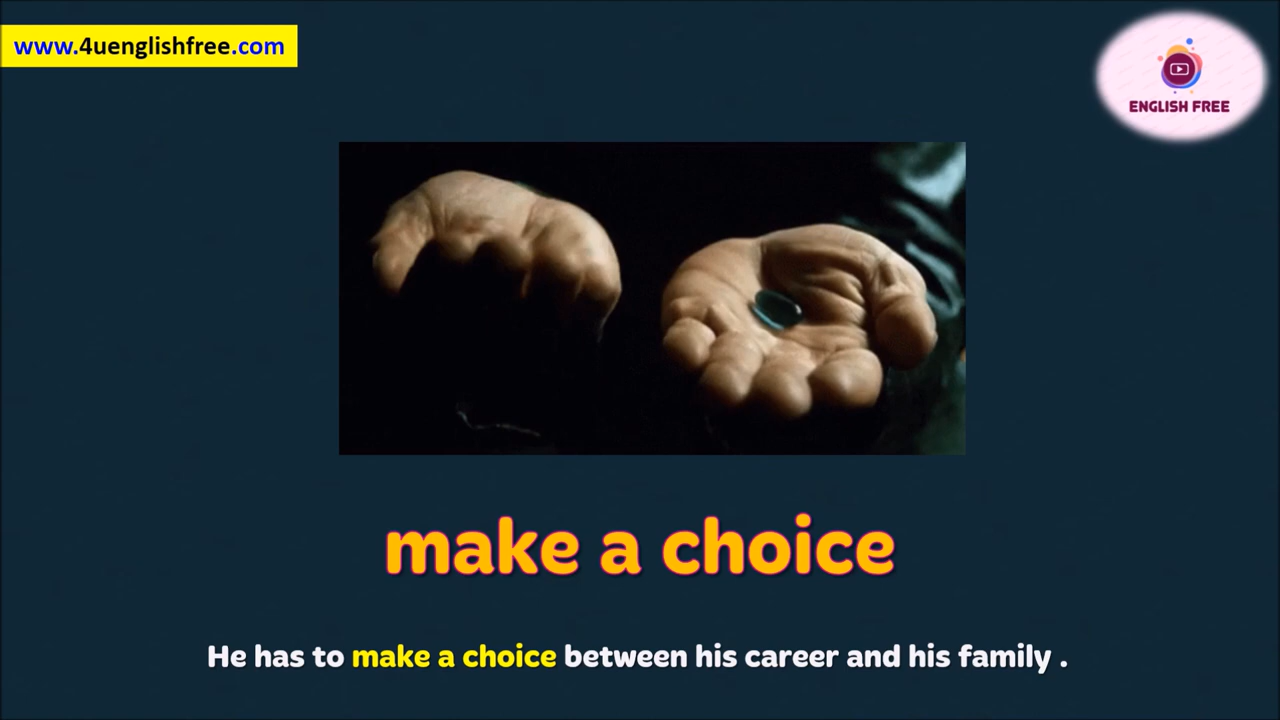 www.4uenglishfree.com
ENGLISH FREE
make a choice
He has to make a choice between his career and his family .